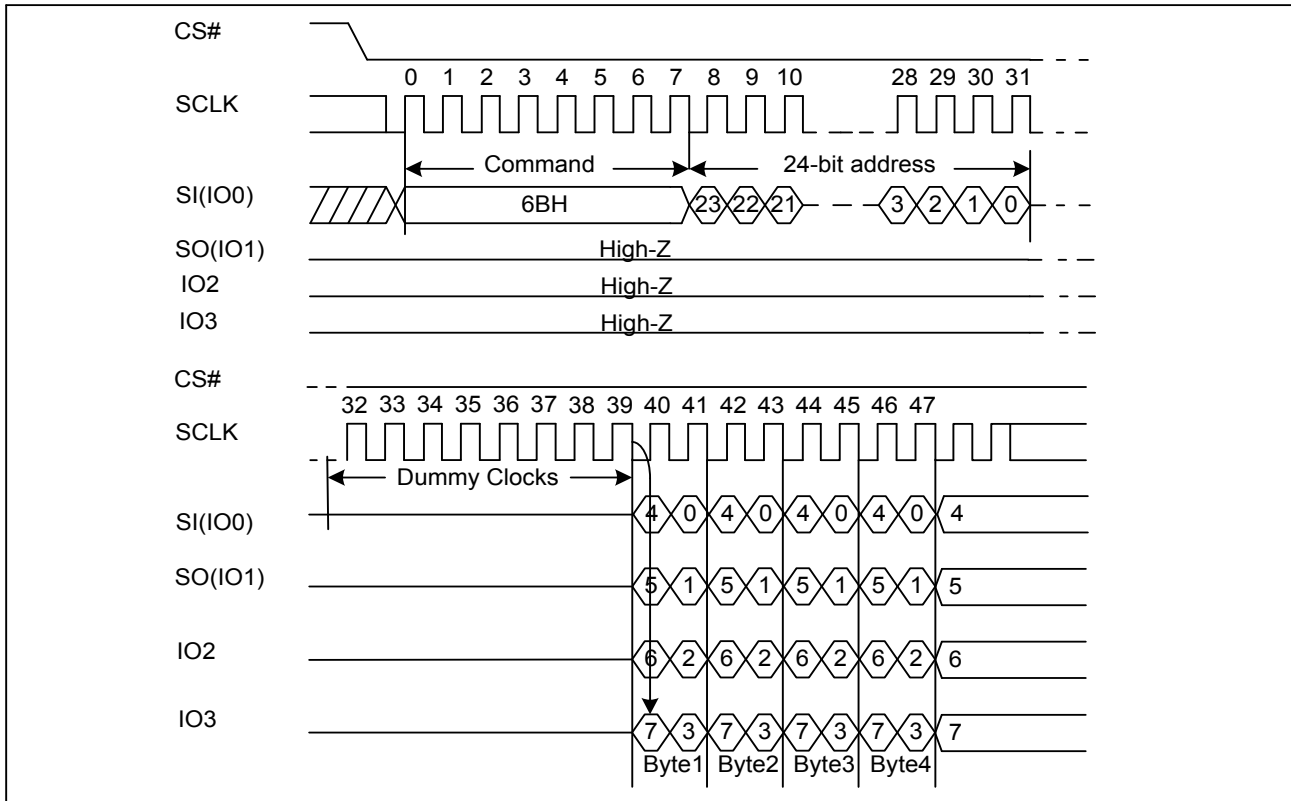 CS#
0 1 2 3 4 5 6 7 8 9 10 28 29 30 31
SCLK
Command 24-bit address
SI(IO0) 6BH 23 22 21 3 2 1 0
SO(IO1) High-Z
IO2 High-Z
IO3 High-Z
CS#
32 33 34 35 36 37 38 39 40 41 42 43 44 45 46 47
SCLK
Dummy Clocks
SI(IO0) 4 0 4 0 4 0 4 0 4
SO(IO1) 5 1 5 1 5 1 5 1 5
IO2 6 2 6 2 6 2 6 2 6
IO3 7 3 7 3 7 3 7 3 7
Byte1 Byte2 Byte3 Byte4